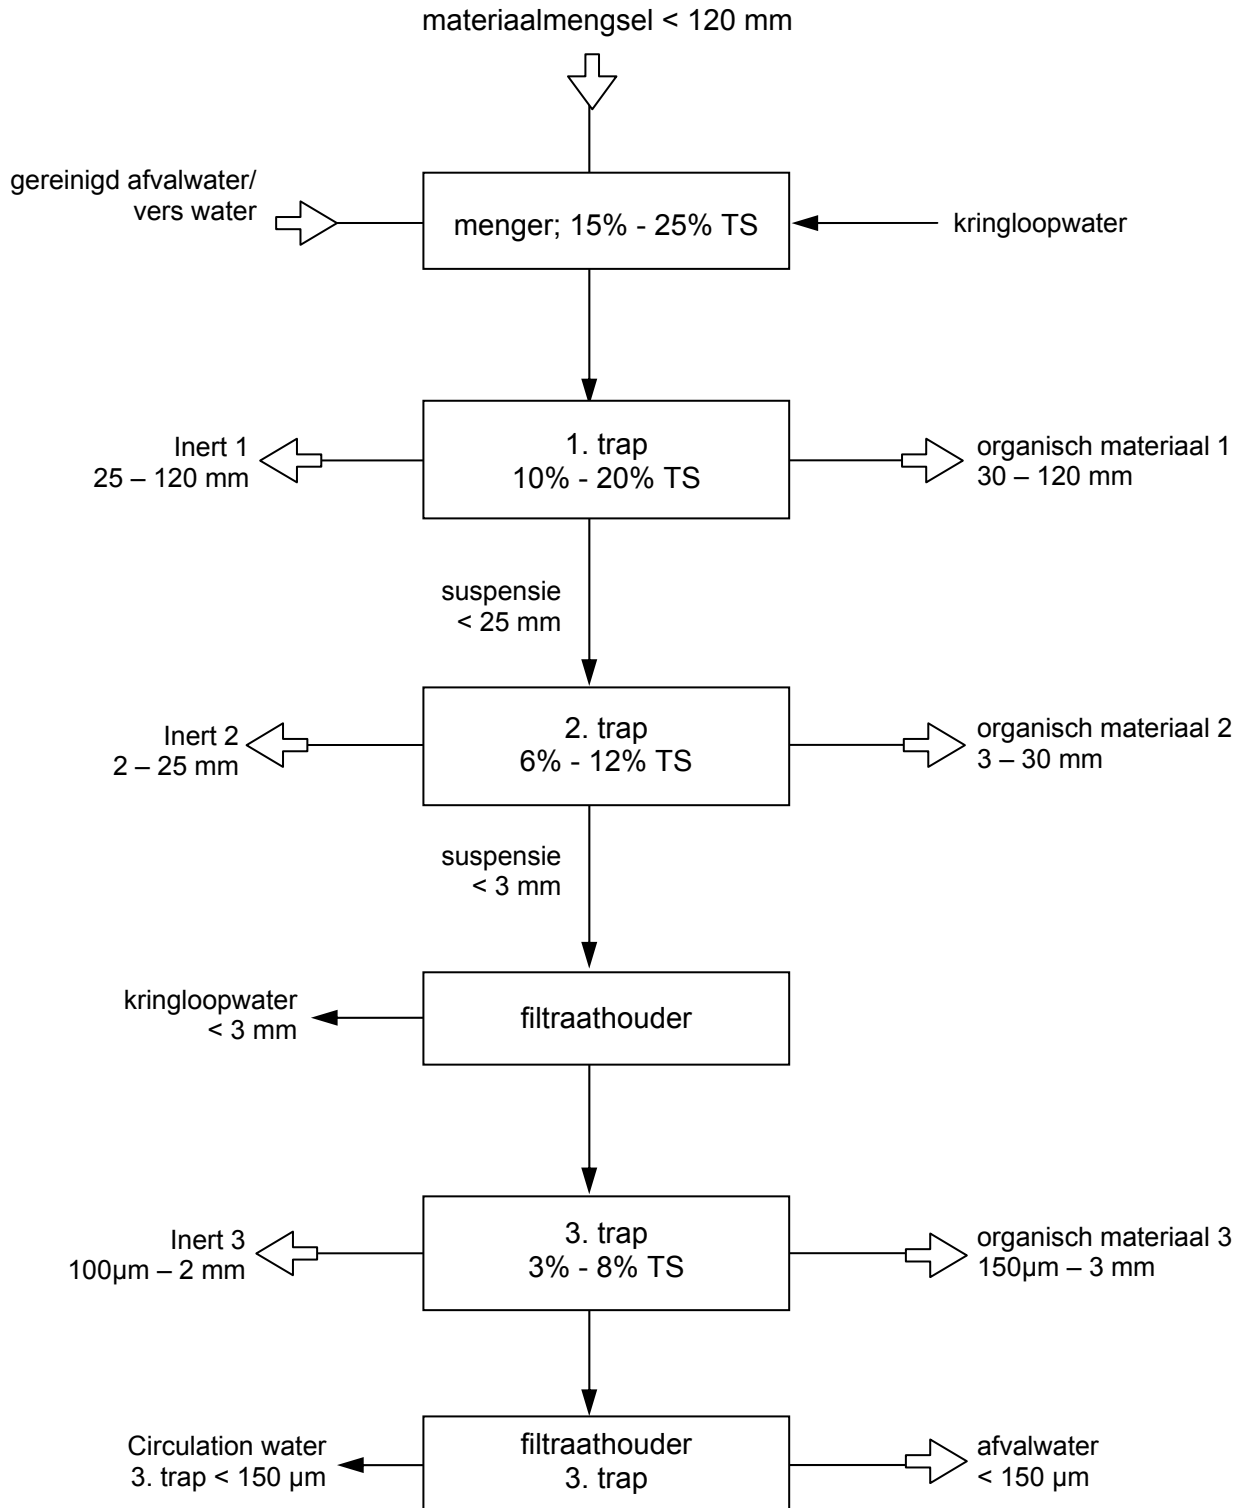 materiaalmengsel < 120 mm
gereinigd afvalwater/
vers water
menger; 15% - 25% TS
kringloopwater
Inert 1
25 – 120 mm
1. trap
10% - 20% TS
organisch materiaal 1
30 – 120 mm
suspensie
< 25 mm
Inert 2
2 – 25 mm
2. trap
6% - 12% TS
organisch materiaal 2
3 – 30 mm
suspensie
< 3 mm
kringloopwater
< 3 mm
filtraathouder
Inert 3
100µm – 2 mm
3. trap
3% - 8% TS
organisch materiaal 3
150µm – 3 mm
Circulation water
3. trap < 150 µm
filtraathouder
3. trap
afvalwater
< 150 µm